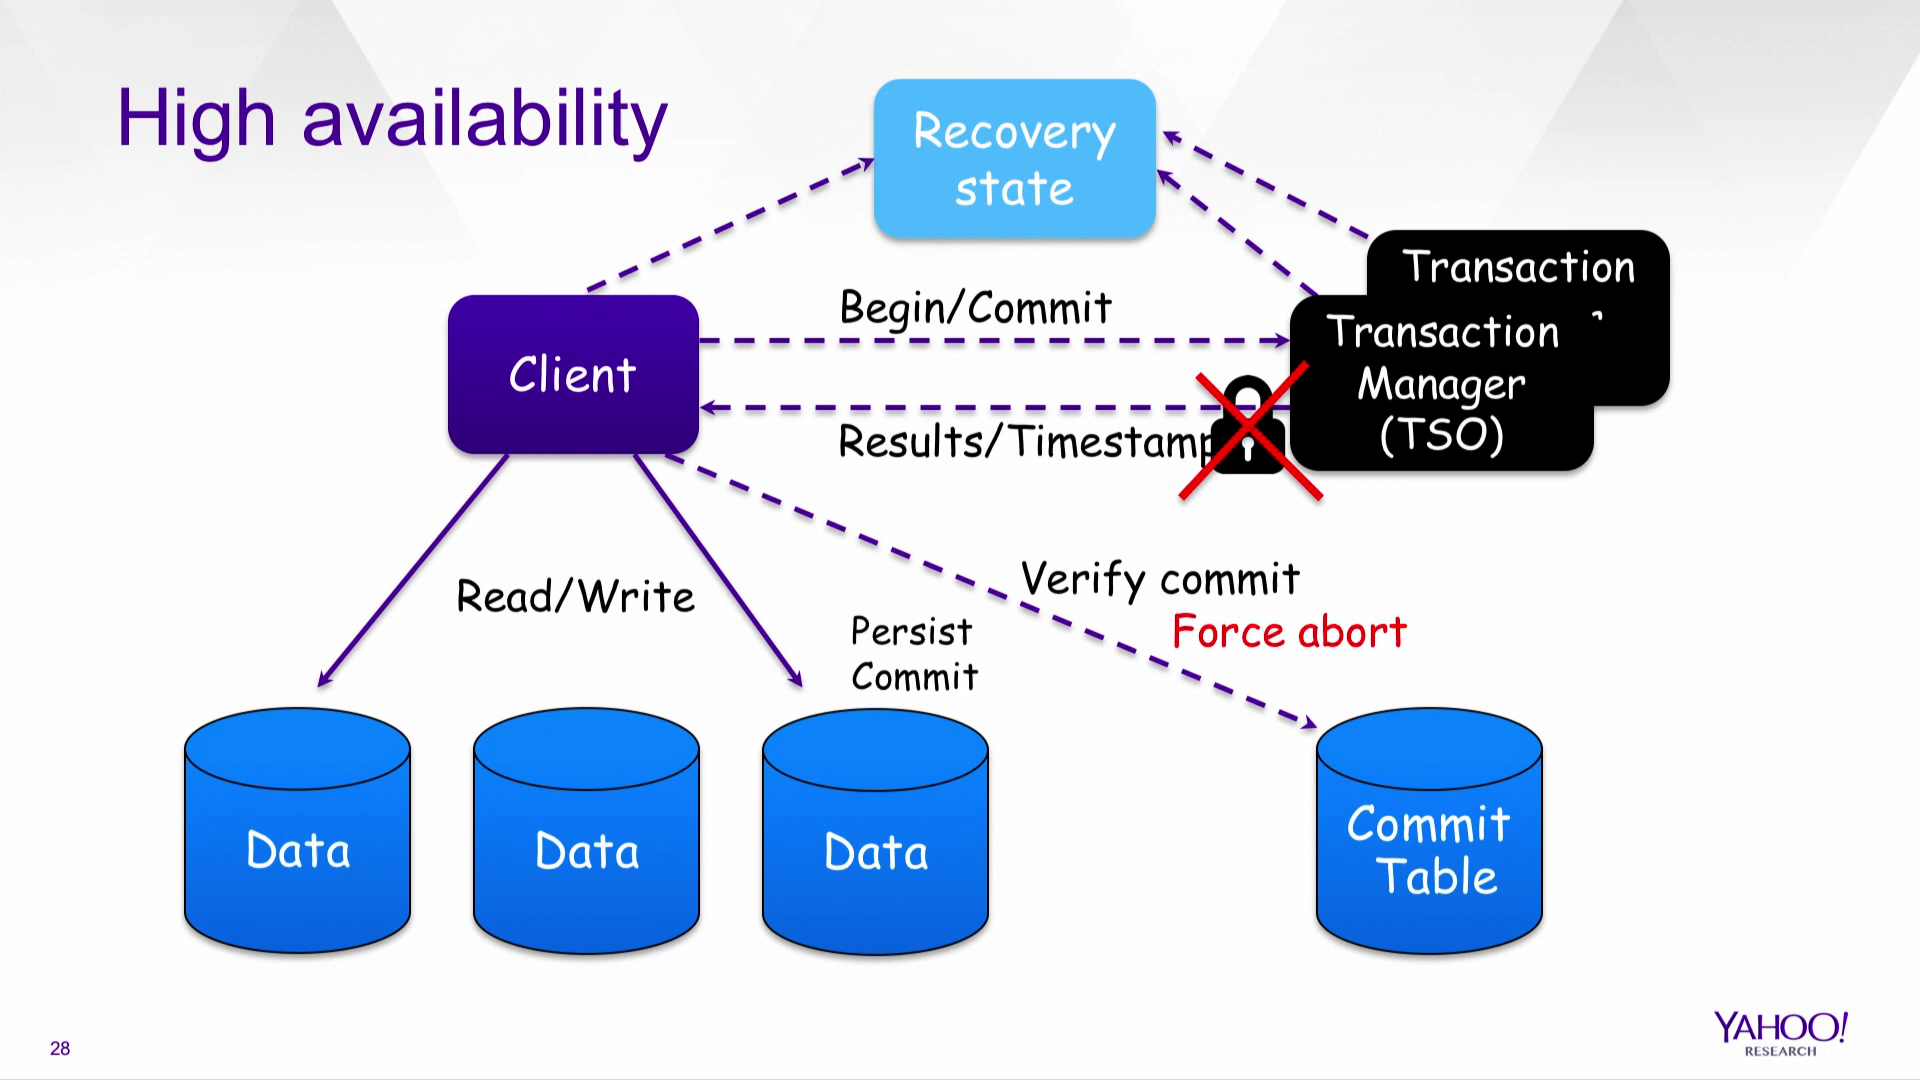 High availability
Recovery
state
Transaction
Begin/Commit
Transaction
Manager
(TSO)
Client
Results/Timestamp
Verify commit
Force abort
Read/Write
Persist
Commit
Data
Data
Data
Commit
Table
28
YAHOO!
RESEARCH